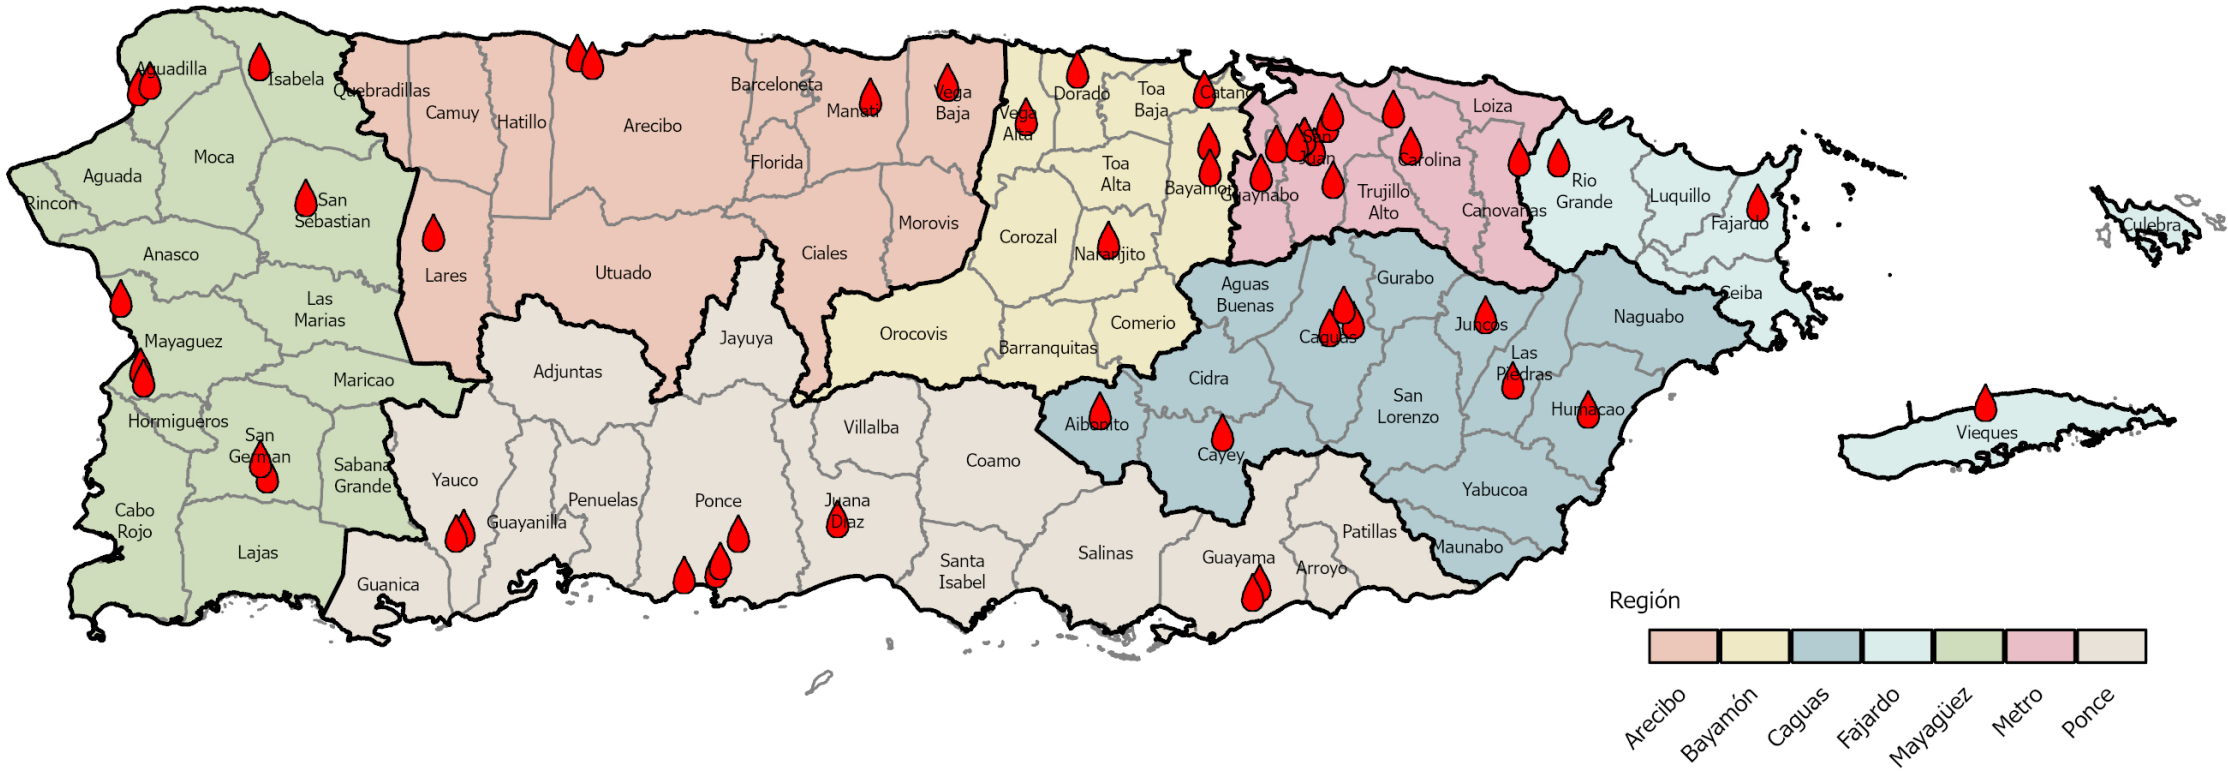 Aguadilla
Isabela
Quebradillas
Camuy
Hatillo
Arecibo
Barceloneta
Manati
Vega
Baja
Vega
Alta
Dorado
Toa
Baja
Catano
Loiza
Moca
Aguada
Rincon
San
Sebastian
Florida
Toa
Alta
Bayamon
Guaynabo
San
Juan
Carolina
Trujillo
Alto
Canovanas
Rio
Grande
Luquillo
Fajardo
Culebra
Anasco
Lares
Utuado
Ciales
Morovis
Corozal
Naranjito
Aguas
Buenas
Gurabo
Ceiba
Las
Marias
Mayaguez
Jayuya
Orocovis
Barranquitas
Comerio
Caguas
Juncos
Naguabo
Maricao
Adjuntas
Cidra
San
Lorenzo
Las
Piedras
Humacao
Hormigueros
San
German
Villalba
Aibonito
Cayey
Vieques
Sabana
Grande
Yauco
Coamo
Yabucoa
Cabo
Rojo
Lajas
Guayanilla
Penuelas
Ponce
Juana
Diaz
Patillas
Maunabo
Guanica
Santa
Isabel
Salinas
Guayama
Arroyo
Región
Arecibo
Bayamón
Caguas
Fajardo
Mayagüez
Metro
Ponce